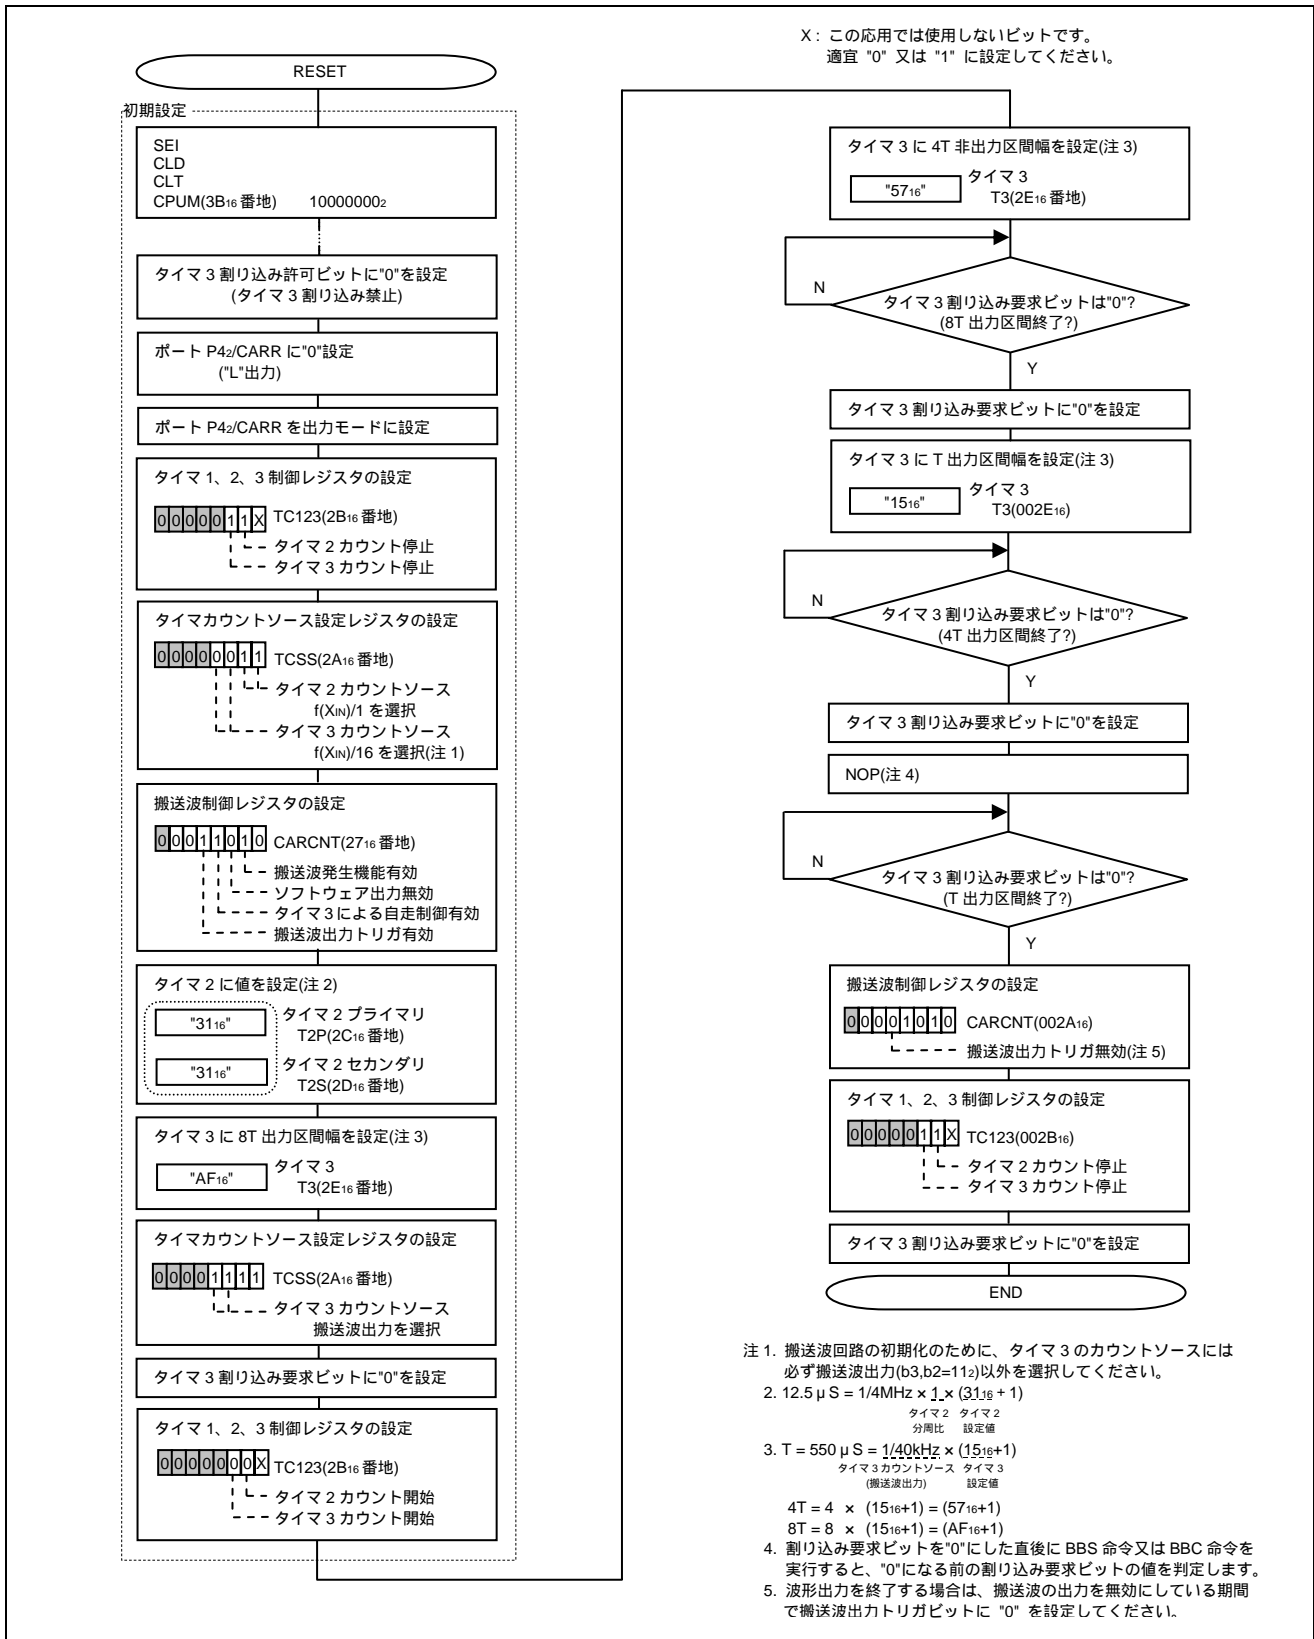 X : この応用では使用しないビットです。
適宜 "0" 又は "1" に設定してください。
RESET
初期設定
SEI
CLD
CLT
CPUM(3B16 番地) 100000002
タイマ 3 割り込み許可ビットに"0"を設定
(タイマ 3 割り込み禁止)
ポート P42/CARR に"0"設定
("L"出力)
ポート P42/CARR を出力モードに設定
タイマ 1、2、3 制御レジスタの設定
0 0 0 0 0 1 1 X TC123(2B16 番地)
タイマ 2 カウント停止
タイマ 3 カウント停止
タイマカウントソース設定レジスタの設定
0 0 0 0 0 0 1 1 TCSS(2A16 番地)
タイマ 2 カウントソース
f(XIN)/1 を選択
タイマ 3 カウントソース
f(XIN)/16 を選択(注 1)
搬送波制御レジスタの設定
0 0 0 1 1 0 1 0 CARCNT(2716 番地)
搬送波発生機能有効
ソフトウェア出力無効
タイマ 3 による自走制御有効
搬送波出力トリガ有効
タイマ 2 に値を設定(注 2)
"3116" タイマ 2 プライマリ
T2P(2C16 番地)
"3116" タイマ 2 セカンダリ
T2S(2D16 番地)
タイマ 3 に 8T 出力区間幅を設定(注 3)
"AF16" タイマ 3
T3(2E16 番地)
タイマカウントソース設定レジスタの設定
0 0 0 0 1 1 1 1 TCSS(2A16 番地)
タイマ 3 カウントソース
搬送波出力を選択
タイマ 3 割り込み要求ビットに"0"を設定
タイマ 1、2、3 制御レジスタの設定
0 0 0 0 0 0 0 X TC123(2B16 番地)
タイマ 2 カウント開始
タイマ 3 カウント開始
タイマ 3 に 4T 非出力区間幅を設定(注 3)
"5716" タイマ 3
T3(2E16 番地)
N
タイマ 3 割り込み要求ビットは"0"?
(8T 出力区間終了?)
Y
タイマ 3 割り込み要求ビットに"0"を設定
タイマ 3 に T 出力区間幅を設定(注 3)
"1516" タイマ 3
T3(002E16)
N
タイマ 3 割り込み要求ビットは"0"?
(4T 出力区間終了?)
Y
タイマ 3 割り込み要求ビットに"0"を設定
NOP(注 4)
N
タイマ 3 割り込み要求ビットは"0"?
(T 出力区間終了?)
Y
搬送波制御レジスタの設定
0 0 0 0 1 0 1 0 CARCNT(002A16)
搬送波出力トリガ無効(注 5)
タイマ 1、2、3 制御レジスタの設定
0 0 0 0 0 1 1 X TC123(002B16)
タイマ 2 カウント停止
タイマ 3 カウント停止
タイマ 3 割り込み要求ビットに"0"を設定
END
注 1. 搬送波回路の初期化のために、タイマ 3 のカウントソースには
必ず搬送波出力(b3,b2=112)以外を選択してください。
2. 12.5 μ S = 1/4MHz × 1 × (3116 + 1)
タイマ 2 タイマ 2
分周比 設定値
3. T = 550 μ S = 1/40kHz × (1516+1)
タイマ 3 カウントソース タイマ 3
(搬送波出力) 設定値
4T = 4 × (1516+1) = (5716+1)
8T = 8 × (1516+1) = (AF16+1)
4. 割り込み要求ビットを"0"にした直後に BBS 命令又は BBC 命令を
実行すると、"0"になる前の割り込み要求ビットの値を判定します。
5. 波形出力を終了する場合は、搬送波の出力を無効にしている期間
で搬送波出力トリガビットに "0" を設定してください。